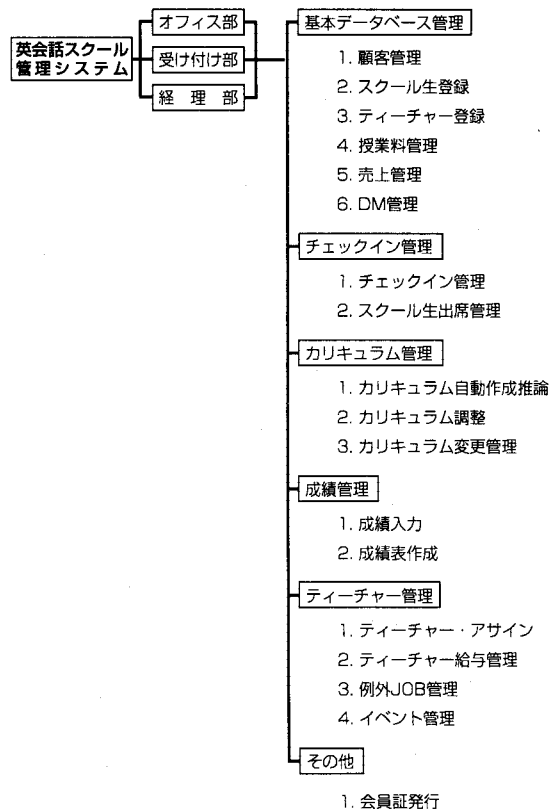 英会話スクール
管理システム
オフィス部
受け付け部
経理部
基本データベース管理
1. 顧客管理
2. スクール生登録
3. ティーチャー登録
4. 授業料管理
5. 売上管理
6. DM管理
チェックイン管理
1. チェックイン管理
2. スクール生出席管理
カリキュラム管理
1. カリキュラム自動作成推論
2. カリキュラム調整
3. カリキュラム変更管理
成績管理
1. 成績入力
2. 成績表作成
ティーチャー管理
1. ティーチャー・アサイン
2. ティーチャー給与管理
3. 例外JOB管理
4. イベント管理
その他
1. 会員証発行